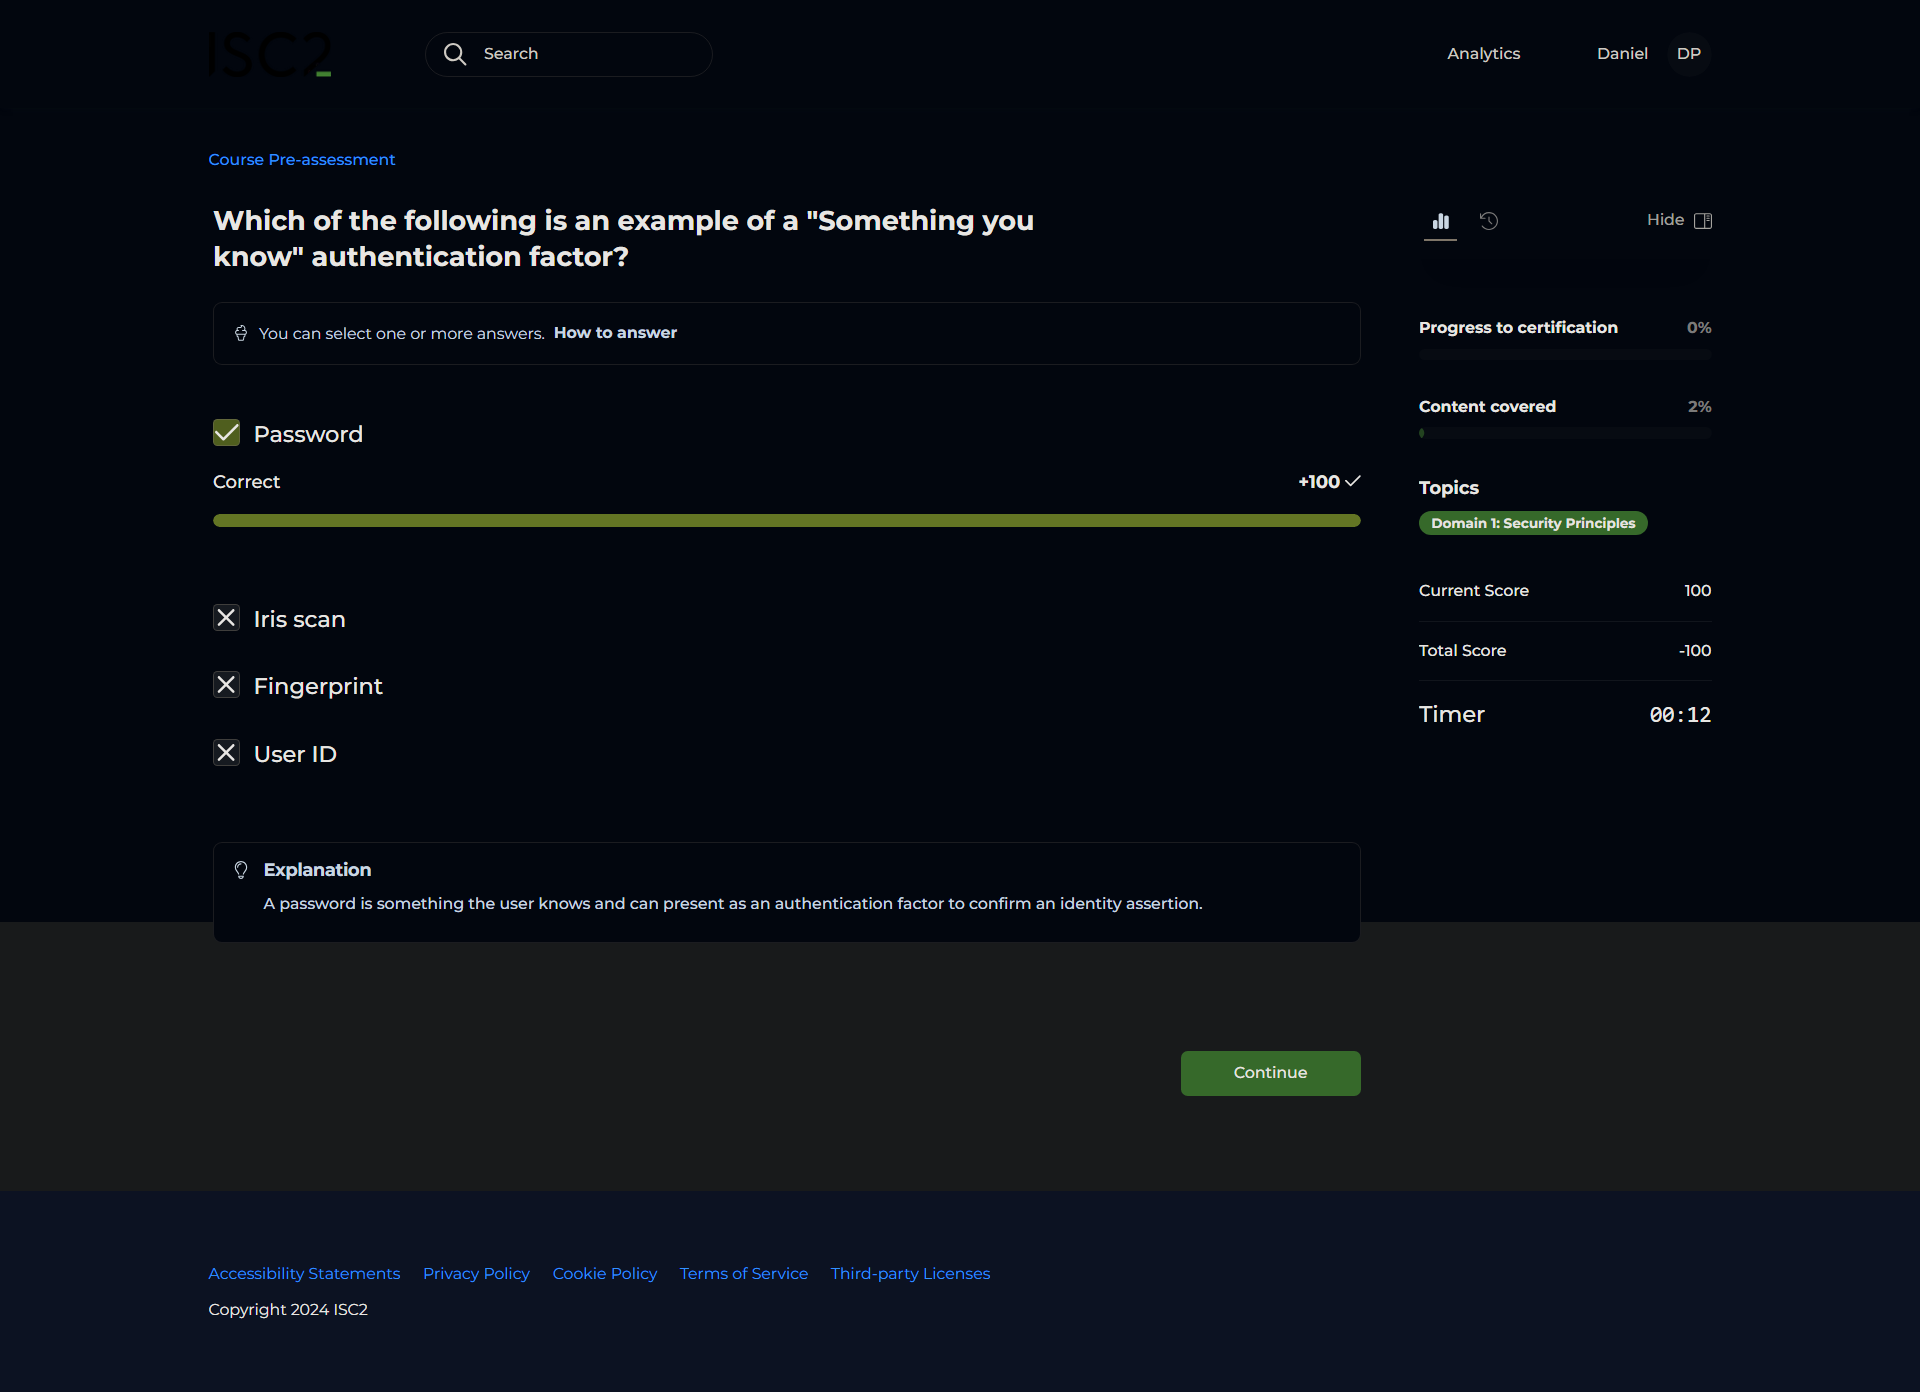 ISC2
Search
Analytics
Daniel
DP
Course Pre-assessment
Which of the following is an example of a "Something you
know" authentication factor?
Hide
You can select one or more answers. How to answer
Progress to certification 0%
Content covered 2%
Password
Correct +100
Topics
Domain 1: Security Principles
Current Score 100
Iris scan
Total Score -100
Fingerprint
Timer 00:12
User ID
Explanation
A password is something the user knows and can present as an authentication factor to confirm an identity assertion.
Continue
Accessibility Statements Privacy Policy Cookie Policy Terms of Service Third-party Licenses
Copyright 2024 ISC2